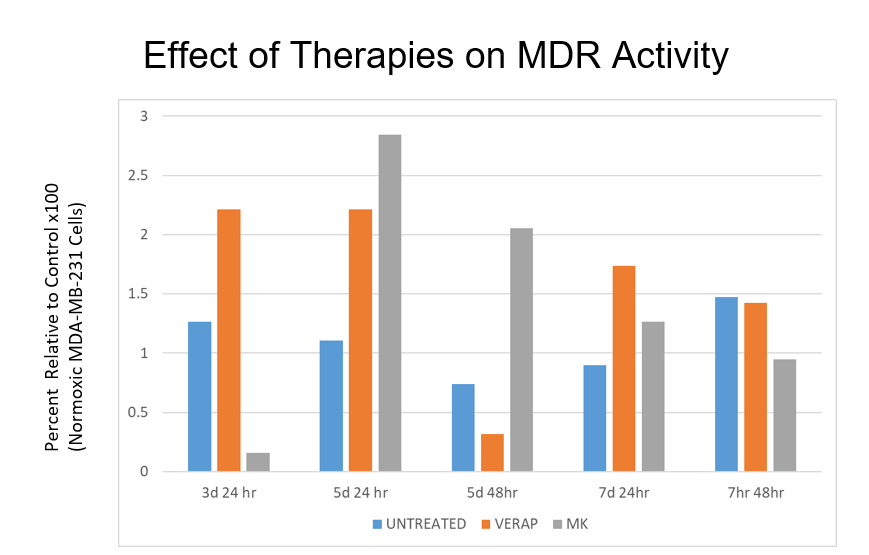 Effect of Therapies on MDR Activity
Percent  Relative to Control x100
(Normoxic MDA-MB-231 Cells)
3
2.5
2
1.5
1
0.5
0
3d 24 hr
5d 24 hr
5d 48hr
7d 24hr
7hr 48hr
UNTREATED
VERAP
MK